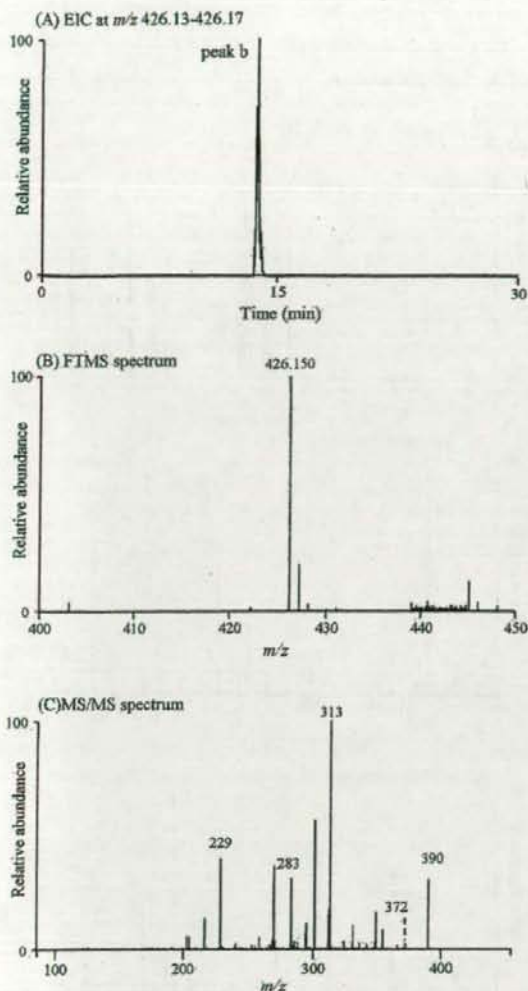 (A) EIC at m/z 426.13-426.17
peak b
100
Relative abundance
0
0
15
30
Time (min)
(B) FTMS spectrum
426.150
100
Relative abundance
0
400
410
420
430
440
450
m/z
(C)MS/MS spectrum
313
100
229
283
390
372
Relative abundance
0
100
200
300
400
m/z